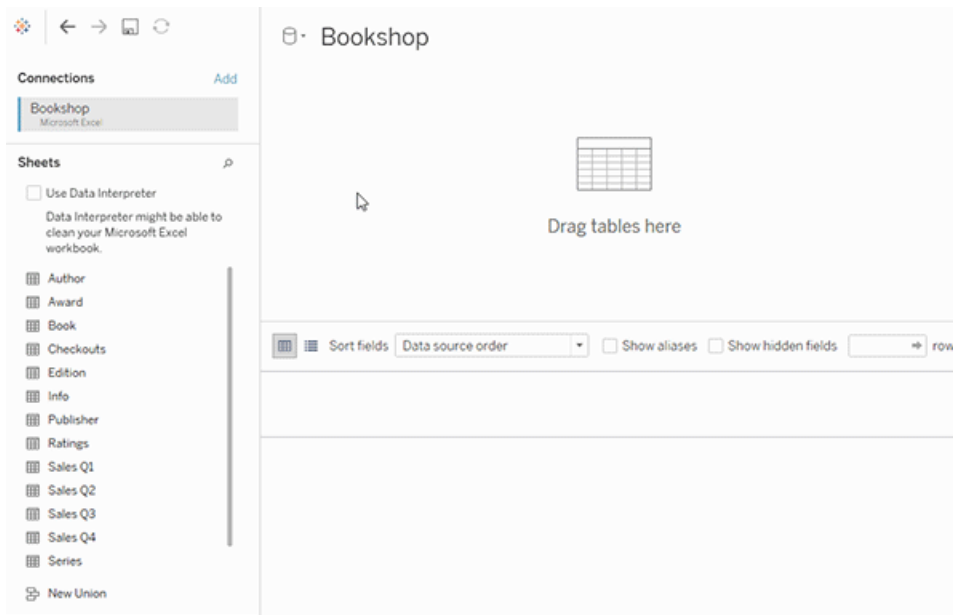 Bookshop
Connections
Add
Bookshop
Microsoft Excel
Sheets
Use Data Interpreter
Data Interpreter might be able to
clean your Microsoft Excel
workbook.
Author
Award
Book
Checkouts
Edition
Info
Publisher
Ratings
Sales Q1
Sales Q2
Sales Q3
Sales Q4
Series
New Union
Drag tables here
Sort fields
Data source order
Show aliases
Show hidden fields
row